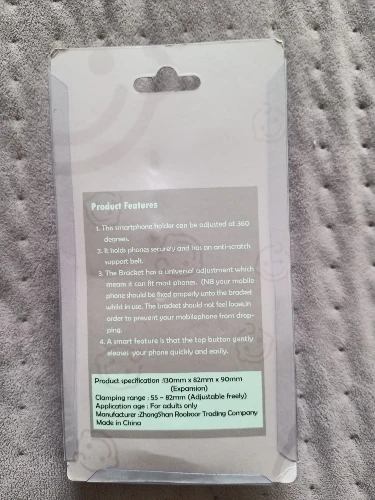 Product Features
1. The smartphone holder can be adjusted at 360
degrees.
2. It holds phones securely and has an anti-scratch
support belt.
3. The Bracket has a universal adjustment which
means it can fit most phones. (NB your mobile
phone should be fixed properly unto the bracket
whilst in use. The bracket should not feel loose,in
order to prevent your mobilephone from drop-
ping.
4. A smart feature is that the top button gently
releases your phone quickly and easily.
Product specification :130mm x 82mm x 90mm
(Expansion)
Clamping range : 55 - 82mm (Adjustable freely)
Application age : For adults only
Manufacturer :ZhongShan Rookoor Trading Company
Made in China